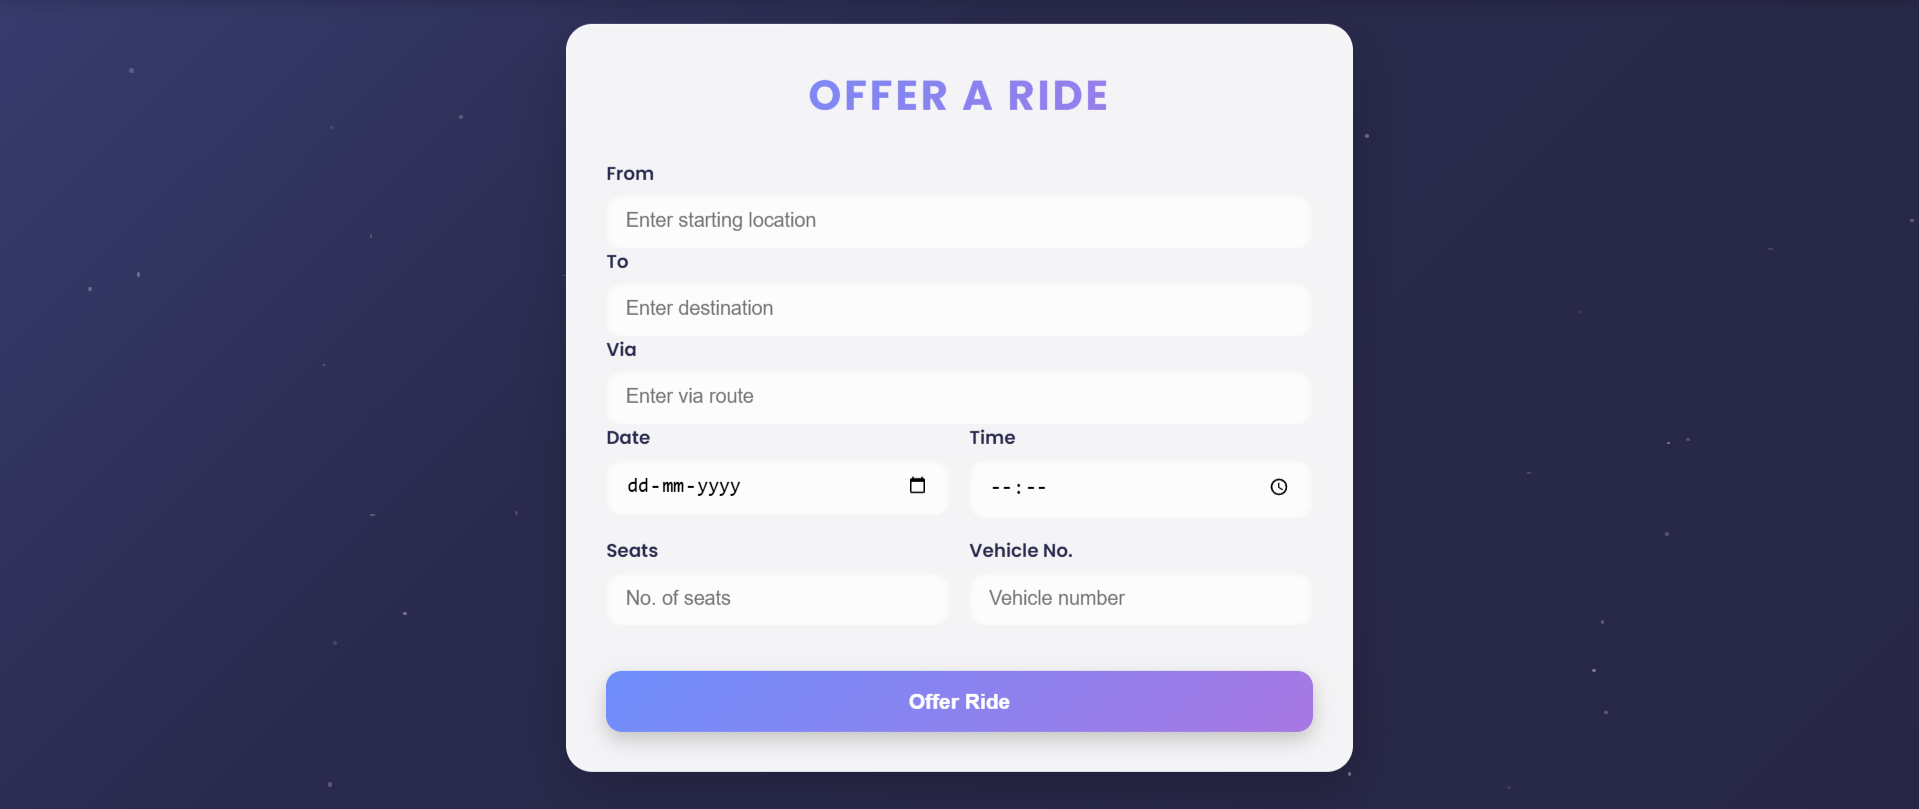 OFFER A RIDE
From
Enter starting location
To
Enter destination
Via
Enter via route
Date Time
dd-mm-yyyy --:--
Seats Vehicle No.
No. of seats Vehicle number
Offer Ride